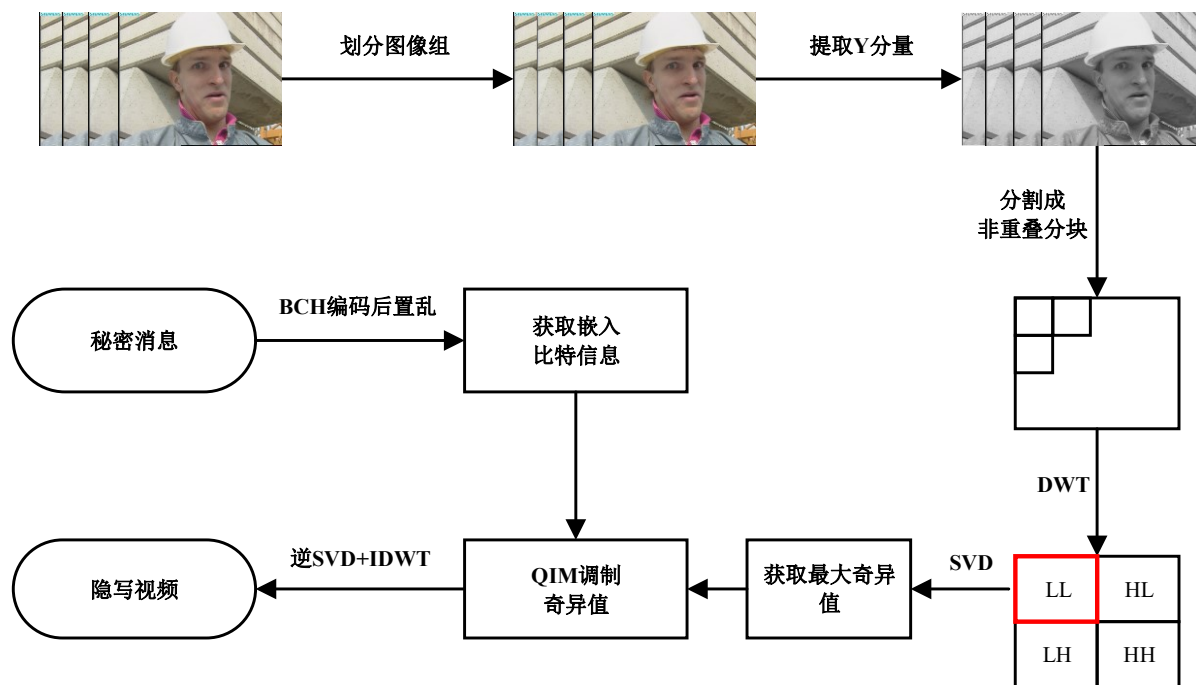 划分图像组
提取Y分量
分割成
非重叠分块
BCH编码后置乱
秘密消息
获取嵌入
比特信息
DWT
逆SVD+IDWT
SVD
隐写视频
QIM调制
奇异值
获取最大奇异
值
LL
HL
LH
HH